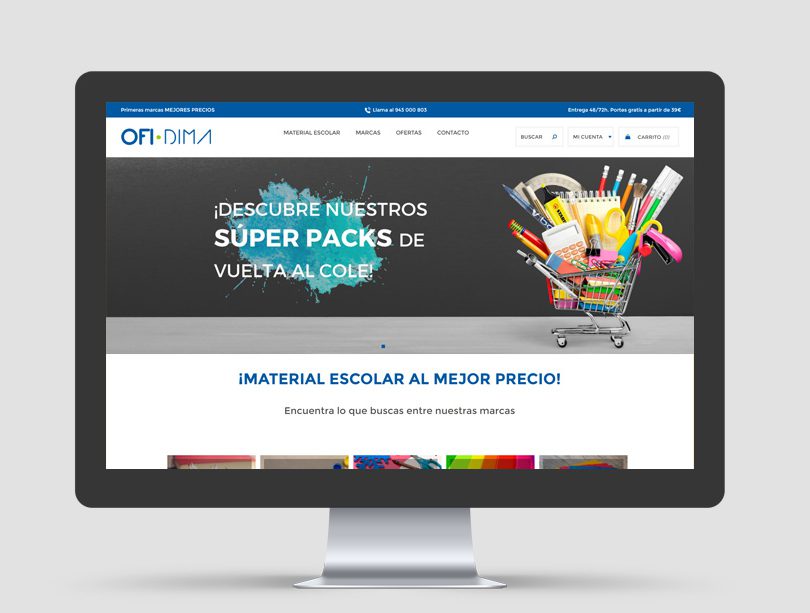 Primeras marcas MEJORES PRECIOS
Llama al 943 000 803
Entrega 48/72h. Portes gratis a partir de 39€
OFI·DIMA
MATERIAL ESCOLAR
MARCAS
OFERTAS
CONTACTO
BUSCAR
MI CUENTA
CARRITO (0)
¡DESCUBRE NUESTROS
SÚPER PACKS DE
VUELTA AL COLE!
¡MATERIAL ESCOLAR AL MEJOR PRECIO!
Encuentra lo que buscas entre nuestras marcas